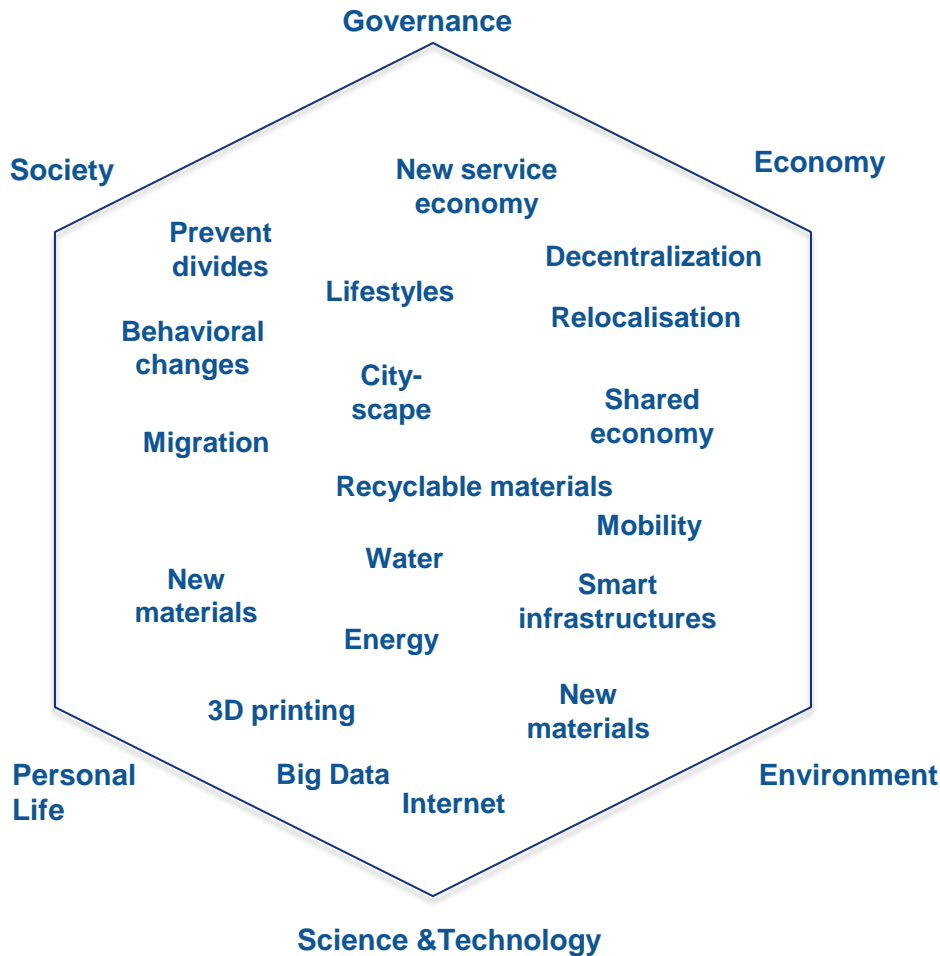 Governance
Society
Economy
New service
economy
Prevent
divides
Decentralization
Lifestyles
Relocalisation
Behavioral
changes
City-
scape
Shared
economy
Migration
Recyclable materials
Mobility
Water
New
materials
Smart
infrastructures
Energy
New
materials
3D printing
Big Data
Internet
Personal
Life
Environment
Science &Technology